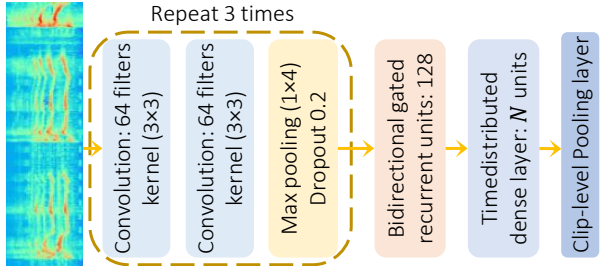 Repeat 3 times
Convolution: 64 filters
kernel (3×3)
Convolution: 64 filters
kernel (3×3)
Max pooling (1×4)
Dropout 0.2
Bidirectional gated
recurrent units: 128
Timedistributed
dense layer: N units
Clip-level Pooling layer